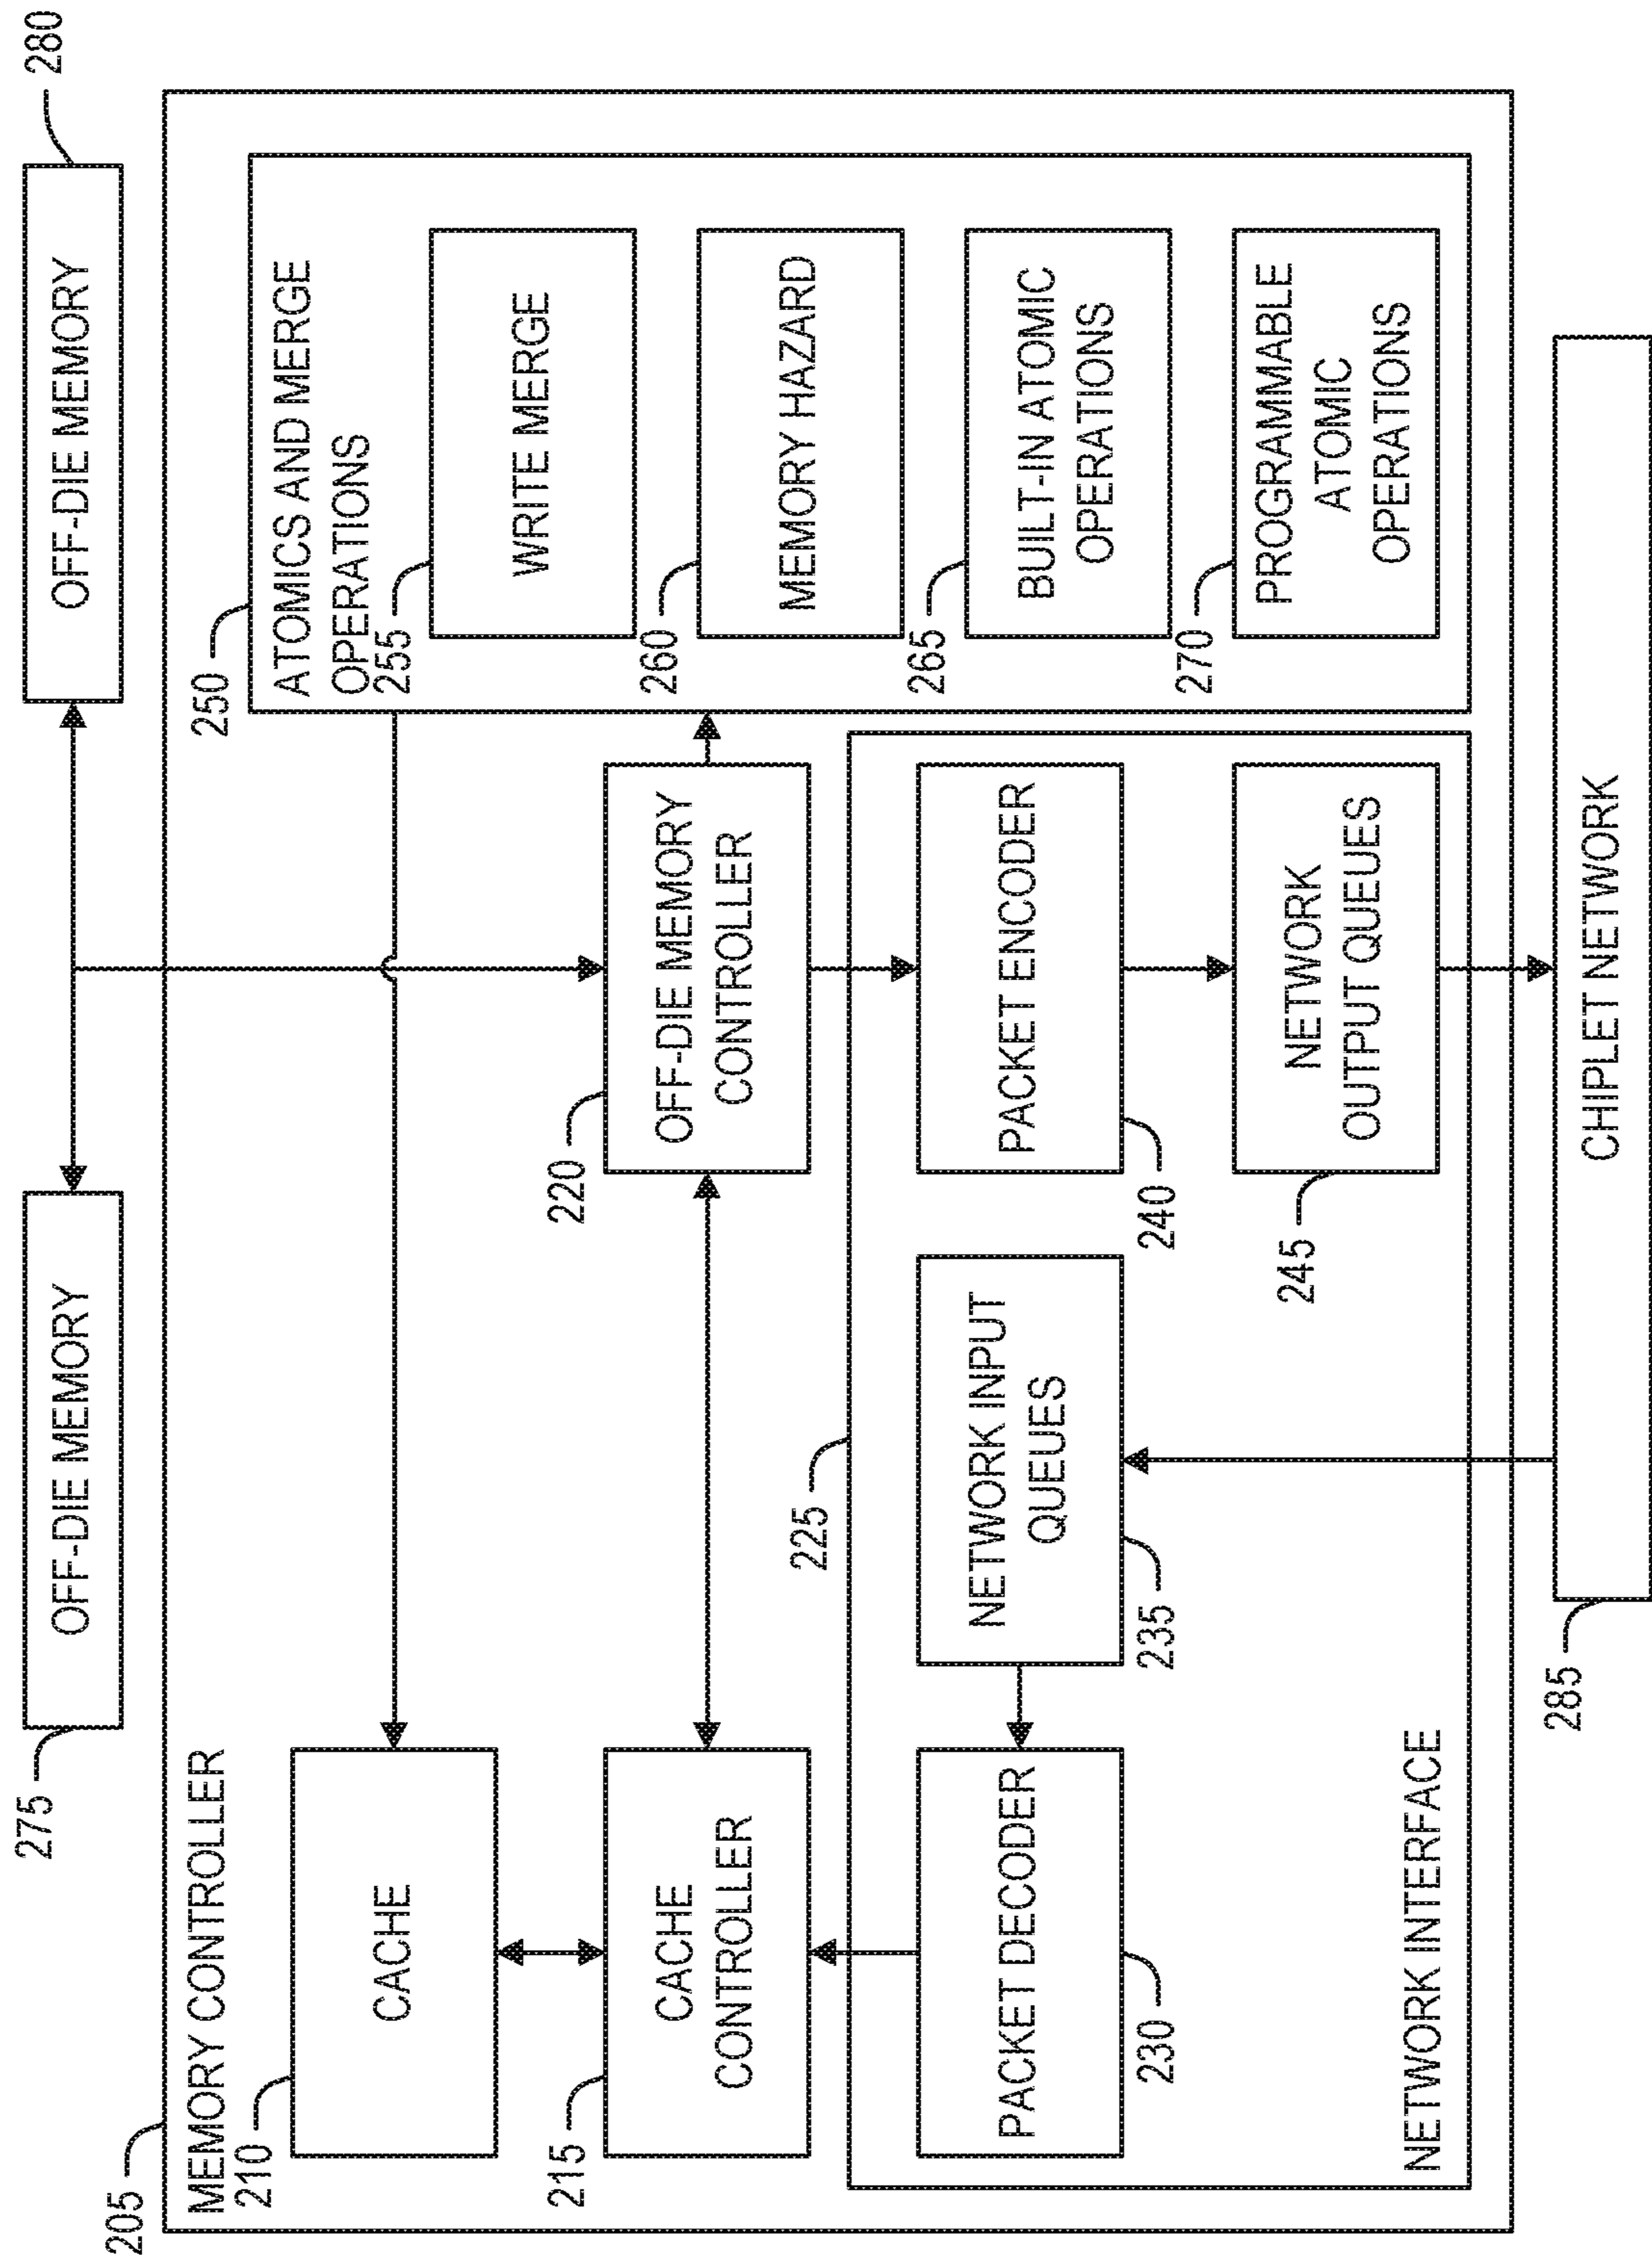 275
OFF-DIE MEMORY
OFF-DIE MEMORY
280
205
MEMORY CONTROLLER
210
CACHE
215
CACHE
CONTROLLER
220
OFF-DIE MEMORY
CONTROLLER
225
PACKET DECODER
230
NETWORK INPUT
QUEUES
235
PACKET ENCODER
240
NETWORK
OUTPUT QUEUES
245
NETWORK INTERFACE
250
ATOMICS AND MERGE
OPERATIONS
255
WRITE MERGE
260
MEMORY HAZARD
265
BUILT-IN ATOMIC
OPERATIONS
270
PROGRAMMABLE
ATOMIC
OPERATIONS
285
CHIPLET NETWORK